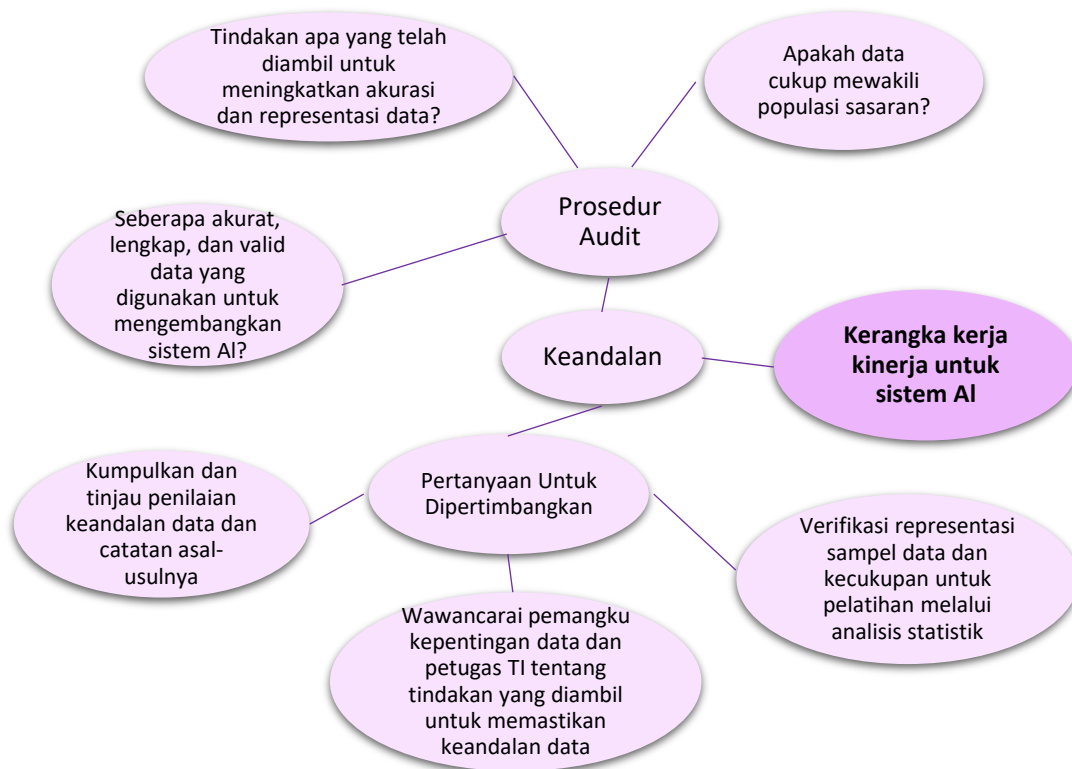 Tindakan apa yang telah
diambil untuk
meningkatkan akurasi
dan representasi data?
Apakah data
cukup mewakili
populasi sasaran?
Prosedur
Audit
Seberapa akurat,
lengkap, dan valid
data yang
digunakan untuk
mengembangkan
sistem Al?
Keandalan
Kerangka kerja
kinerja untuk
sistem Al
Pertanyaan Untuk
Dipertimbangkan
Kumpulkan dan
tinjau penilaian
keandalan data dan
catatan asal-
usulnya
Verifikasi representasi
sampel data dan
kecukupan untuk
pelatihan melalui
analisis statistik
Wawancarai pemangku
kepentingan data dan
petugas TI tentang
tindakan yang diambil
untuk memastikan
keandalan data